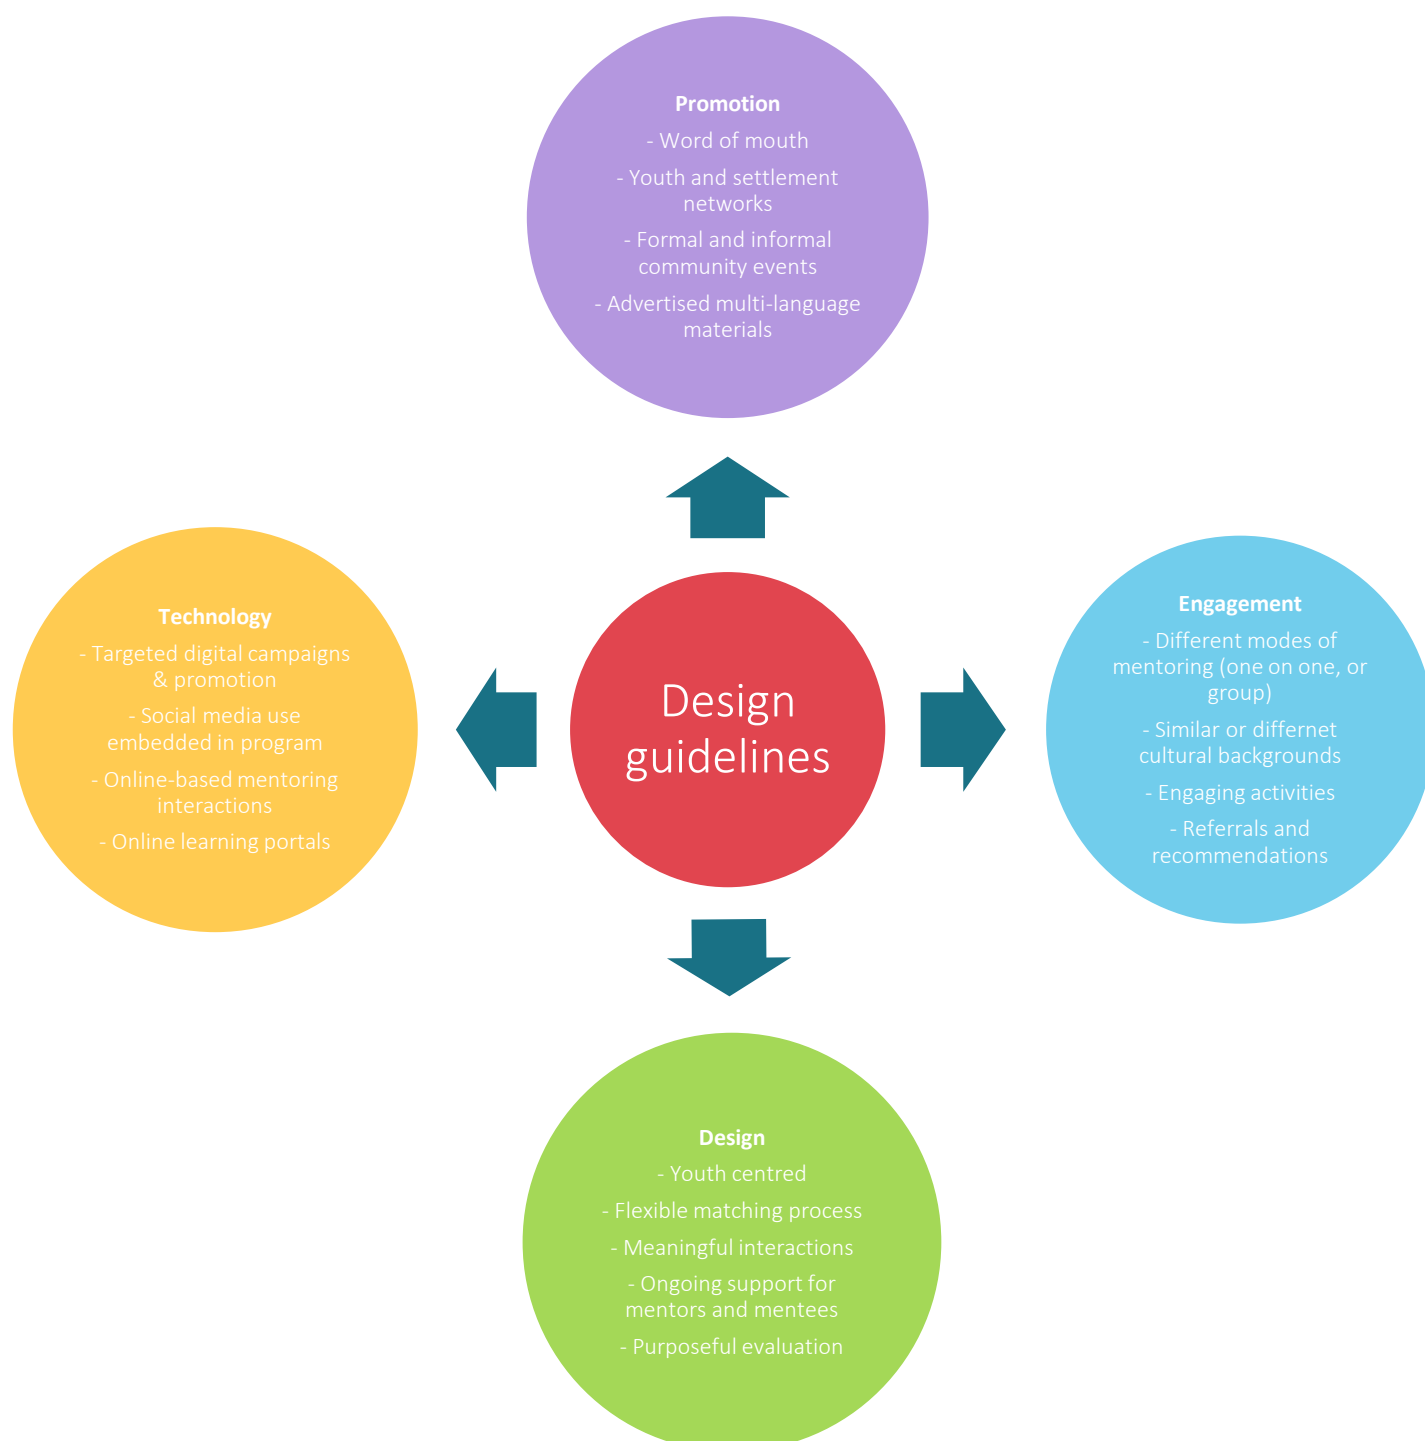 Promotion
- Word of mouth
- Youth and settlement
networks
- Formal and informal
community events
- Advertised multi-language
materials
Technology
- Targeted digital campaigns
& promotion
- Social media use
embedded in program
- Online-based mentoring
interactions
- Online learning portals
Design
guidelines
Engagement
- Different modes of
mentoring (one on one, or
group)
- Similar or differnet
cultural backgrounds
- Engaging activities
- Referrals and
recommendations
Design
- Youth centred
- Flexible matching process
- Meaningful interactions
- Ongoing support for
mentors and mentees
- Purposeful evaluation